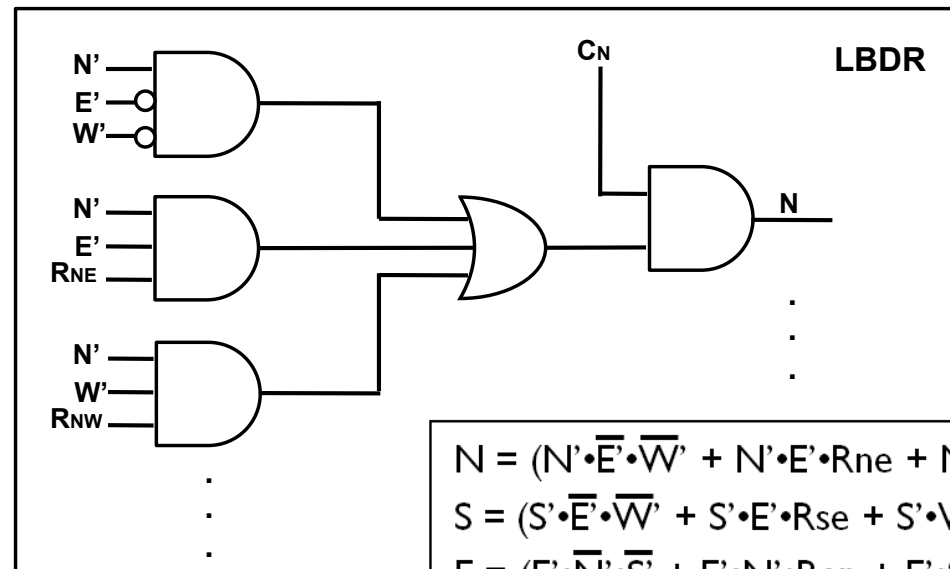 LBDR
CN
N'
E'
W'
N'
E'
RNE
N'
W'
RNW
N
N = (N'•E̅'•W̅' + N'•E'•Rne + N
S = (S'•E̅'•W̅' + S'•E'•Rse + S'•